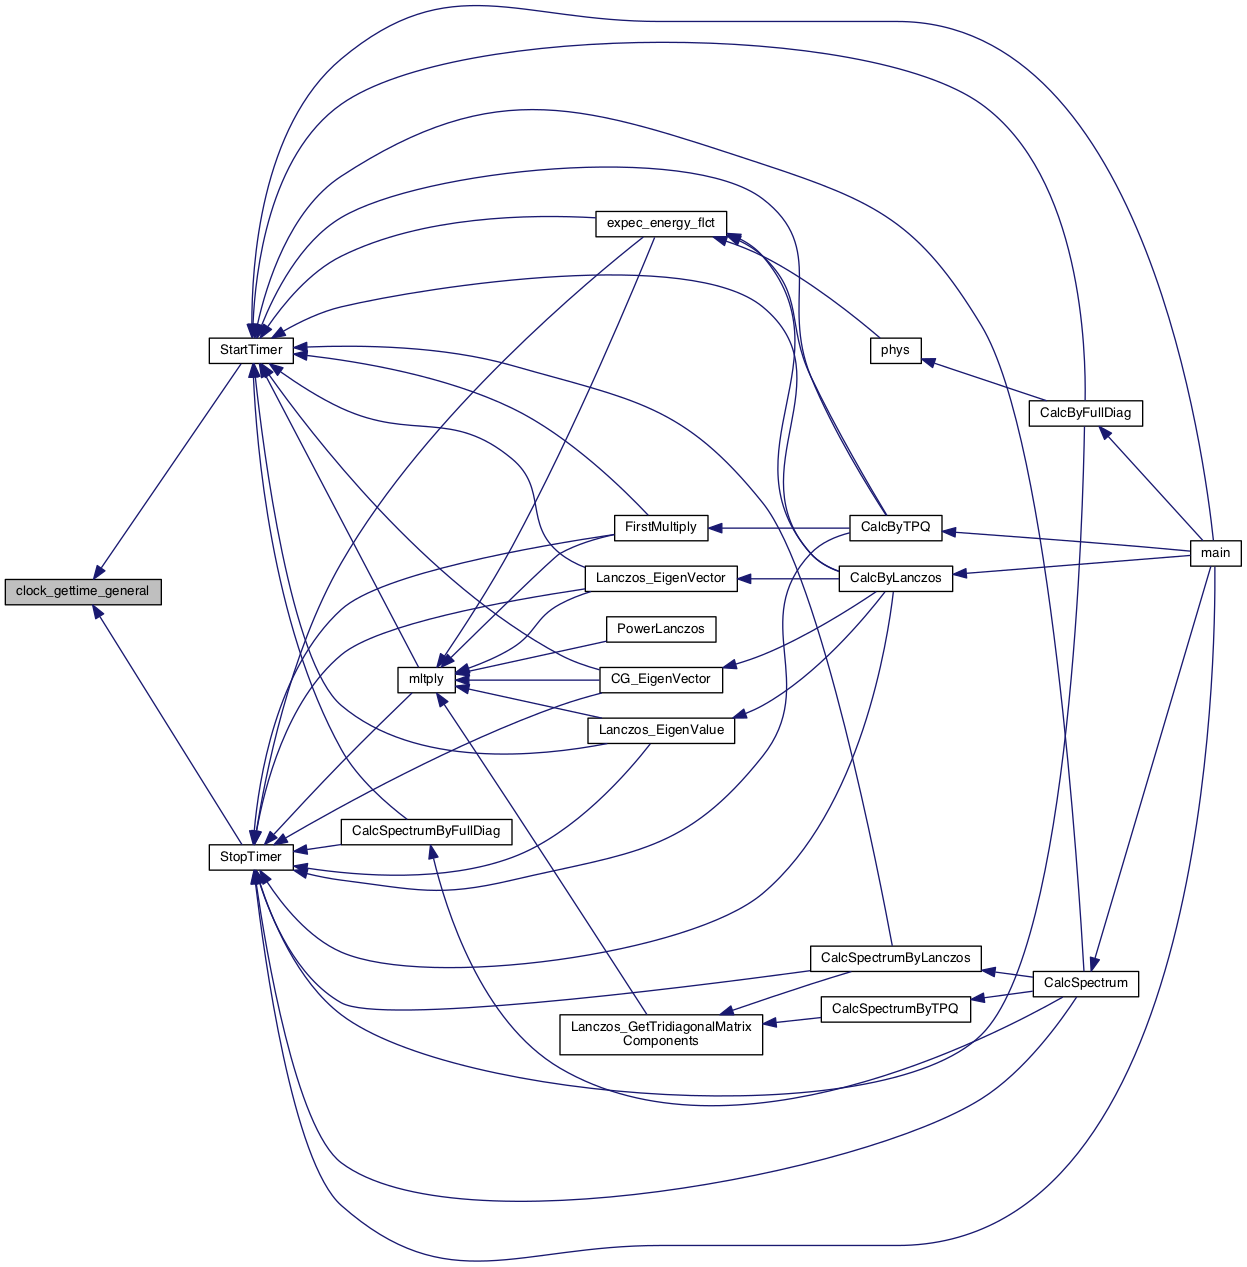 main
expec_energy_flct
StartTimer
phys
CalcByFullDiag
FirstMultiply
CalcByTPQ
main
clock_gettime_general
Lanczos_EigenVector
CalcByLanczos
PowerLanczos
mltply
CG_EigenVector
Lanczos_EigenValue
CalcSpectrumByFullDiag
StopTimer
CalcSpectrumByLanczos
CalcSpectrum
CalcSpectrumByTPQ
Lanczos_GetTridiagonalMatrix
Components